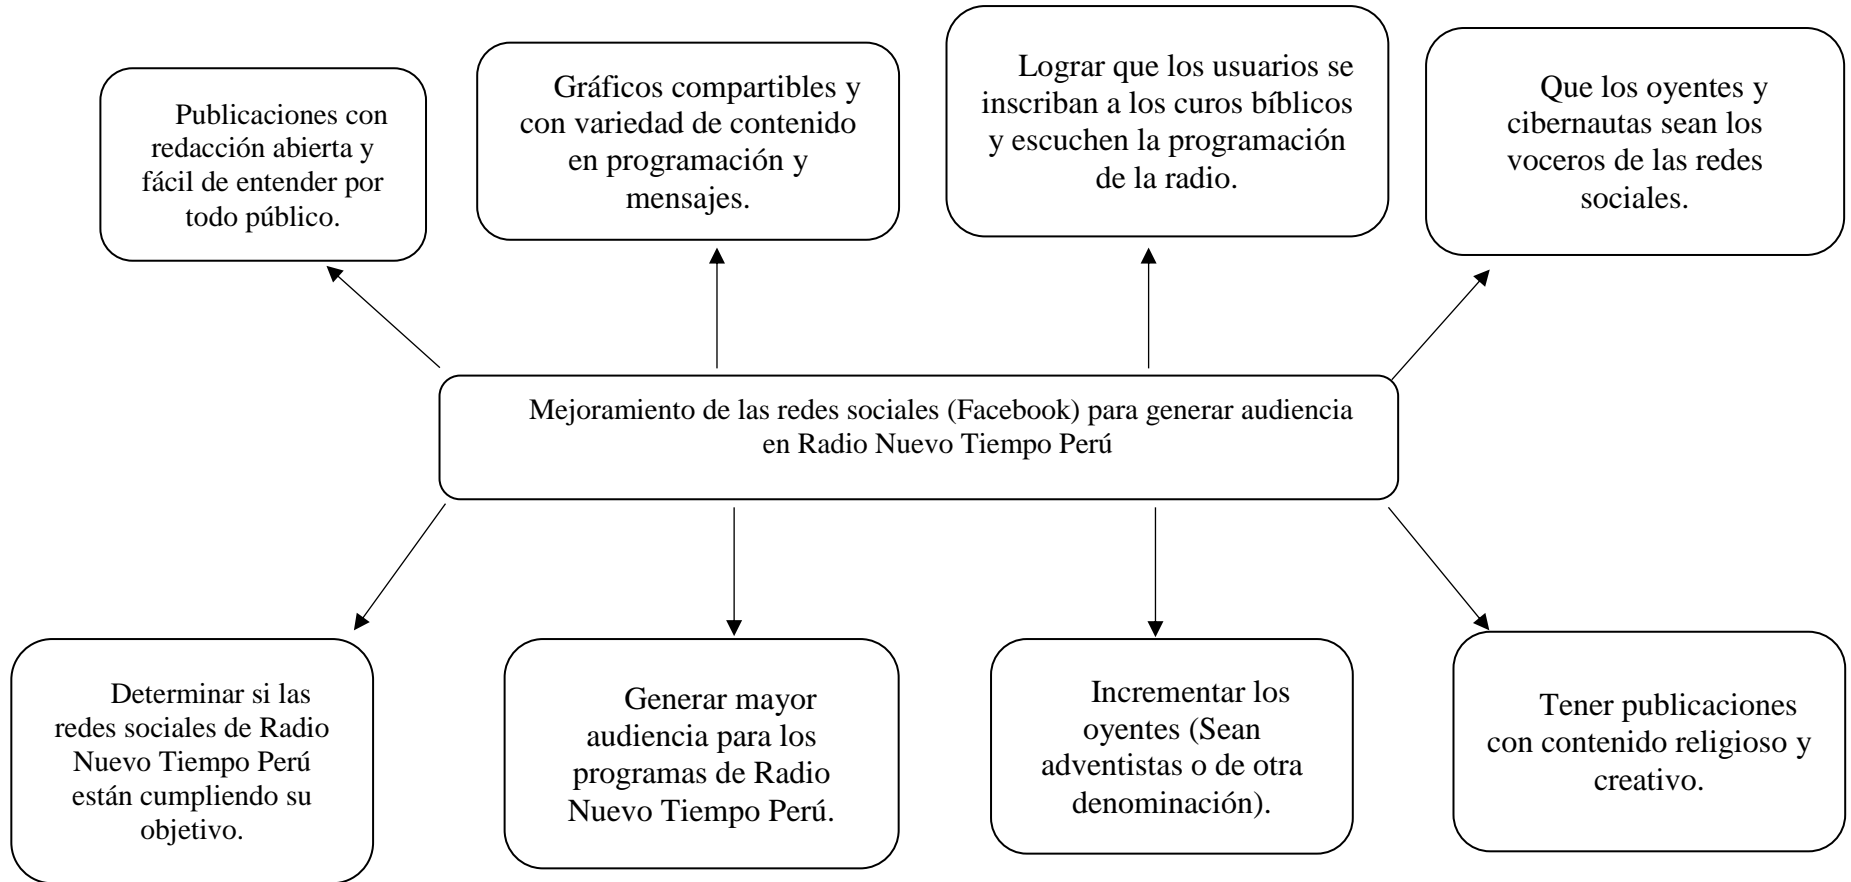 Publicaciones con
redacción abierta y
fácil de entender por
todo público.
Gráficos compartibles y
con variedad de contenido
en programación y
mensajes.
Lograr que los usuarios se
inscriban a los curos bíblicos
y escuchen la programación
de la radio.
Que los oyentes y
cibernautas sean los
voceros de las redes
sociales.
Mejoramiento de las redes sociales (Facebook) para generar audiencia
en Radio Nuevo Tiempo Perú
Determinar si las
redes sociales de Radio
Nuevo Tiempo Perú
están cumpliendo su
objetivo.
Generar mayor
audiencia para los
programas de Radio
Nuevo Tiempo Perú.
Incrementar los
oyentes (Sean
adventistas o de otra
denominación).
Tener publicaciones
con contenido religioso y
creativo.